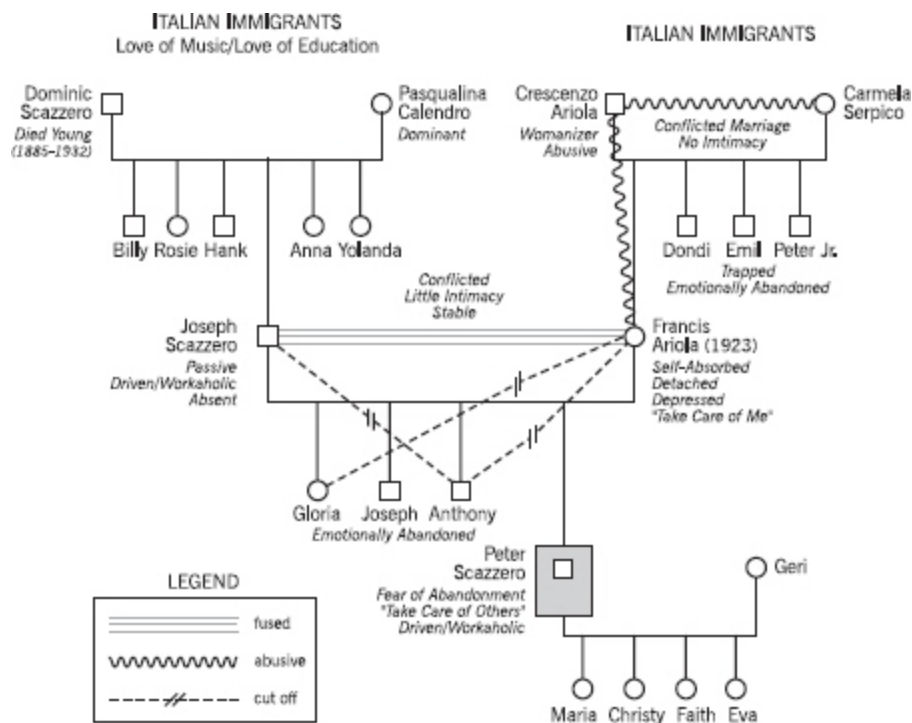 ITALIAN IMMIGRANTS
Love of Music/Love of Education
ITALIAN IMMIGRANTS
Dominic
Scazzero
Died Young
(1885–1932)
Pasqualina
Calendro
Dominant
Crescenzo
Ariola
Womanizer
Abusive
Conflicted Marriage
No Imtimacy
Carmela
Serpico
Billy
Rosie
Hank
Anna
Yolanda
Dondi
Emil
Peter Jr.
Trapped
Emotionally Abandoned
Conflicted
Little Intimacy
Stable
Joseph
Scazzero
Passive
Driven/Workaholic
Absent
Francis
Ariola (1923)
Self-Absorbed
Detached
Depressed
"Take Care of Me"
Gloria
Joseph
Anthony
Emotionally Abandoned
Peter
Scazzero
Fear of Abandonment
"Take Care of Others"
Driven/Workaholic
Geri
Maria
Christy
Faith
Eva
LEGEND
fused
abusive
cut off